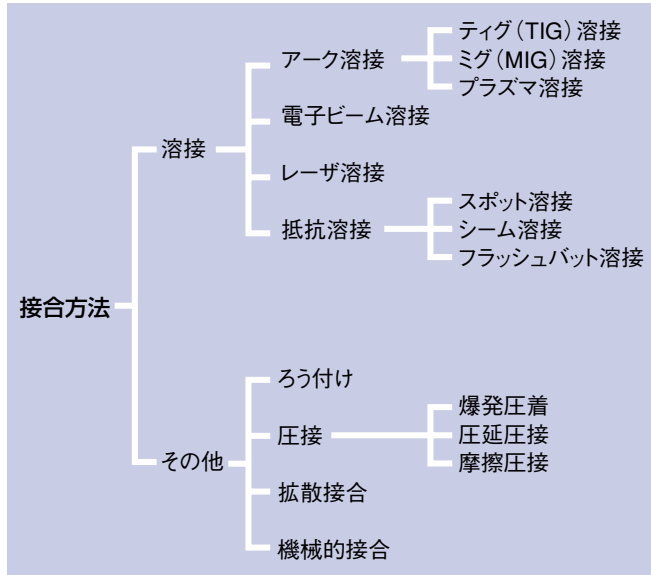 ティグ(TIG)溶接
アーク溶接
ミグ(MIG)溶接
プラズマ溶接
電子ビーム溶接
溶接
レーザ溶接
スポット溶接
抵抗溶接
シーム溶接
フラッシュバット溶接
接合方法
ろう付け
爆発圧着
圧接
圧延圧接
その他
摩擦圧接
拡散接合
機械的接合